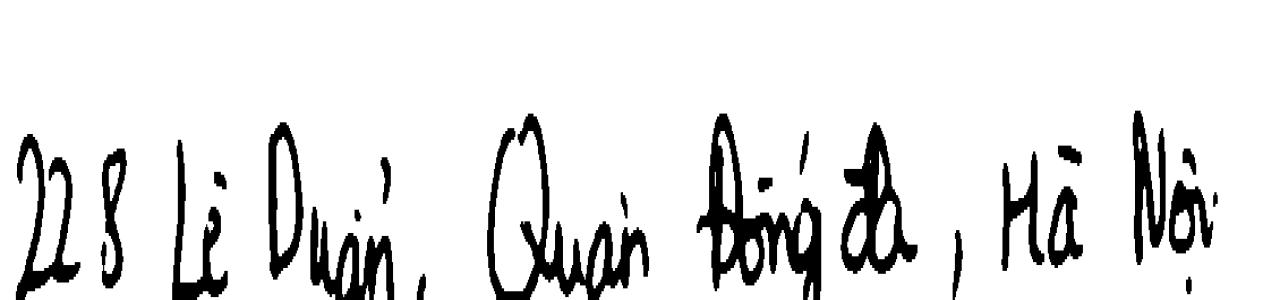 228 Lê Duẩn, Quận Đống đa, Hà Nội